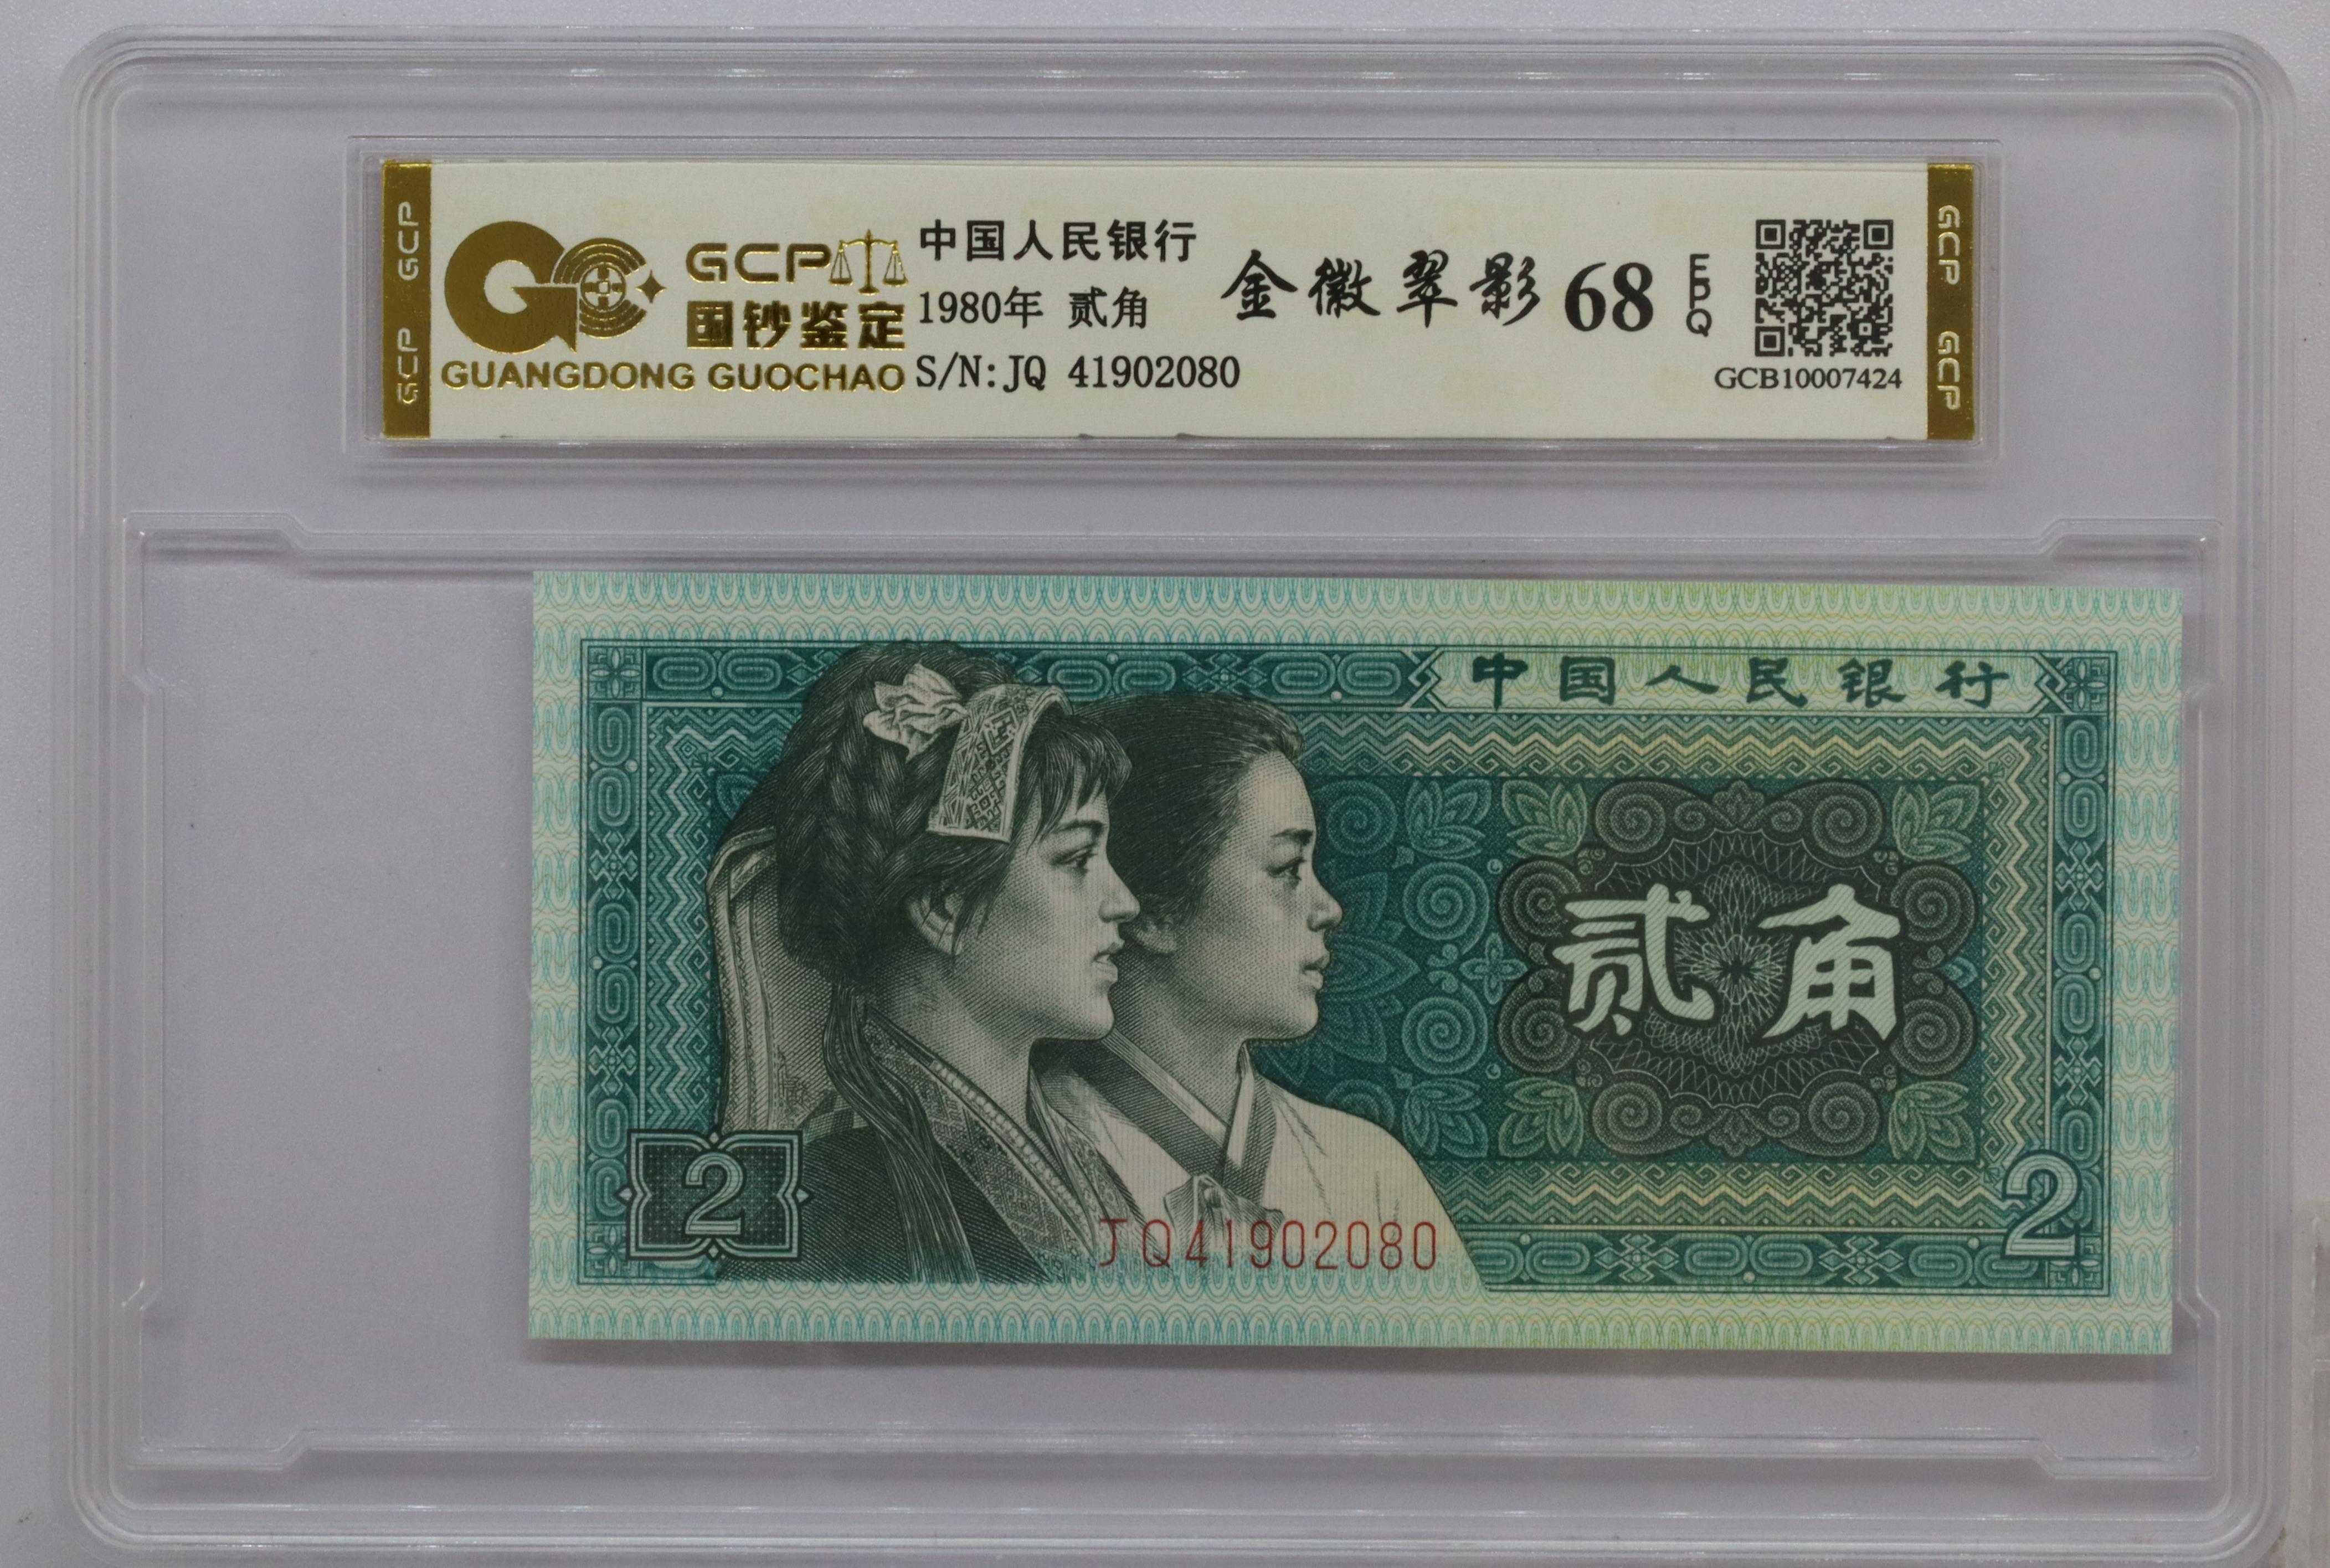 GCP GCP
GCP
国钞鉴定
GUANGDONG GUOCHAO
中国人民银行
1980年 贰角
S/N:JQ 41902080
金徽翠影 68 EPQ
GCB10007424
GCP GCP
中国人民银行
贰角
2
JQ41902080
2